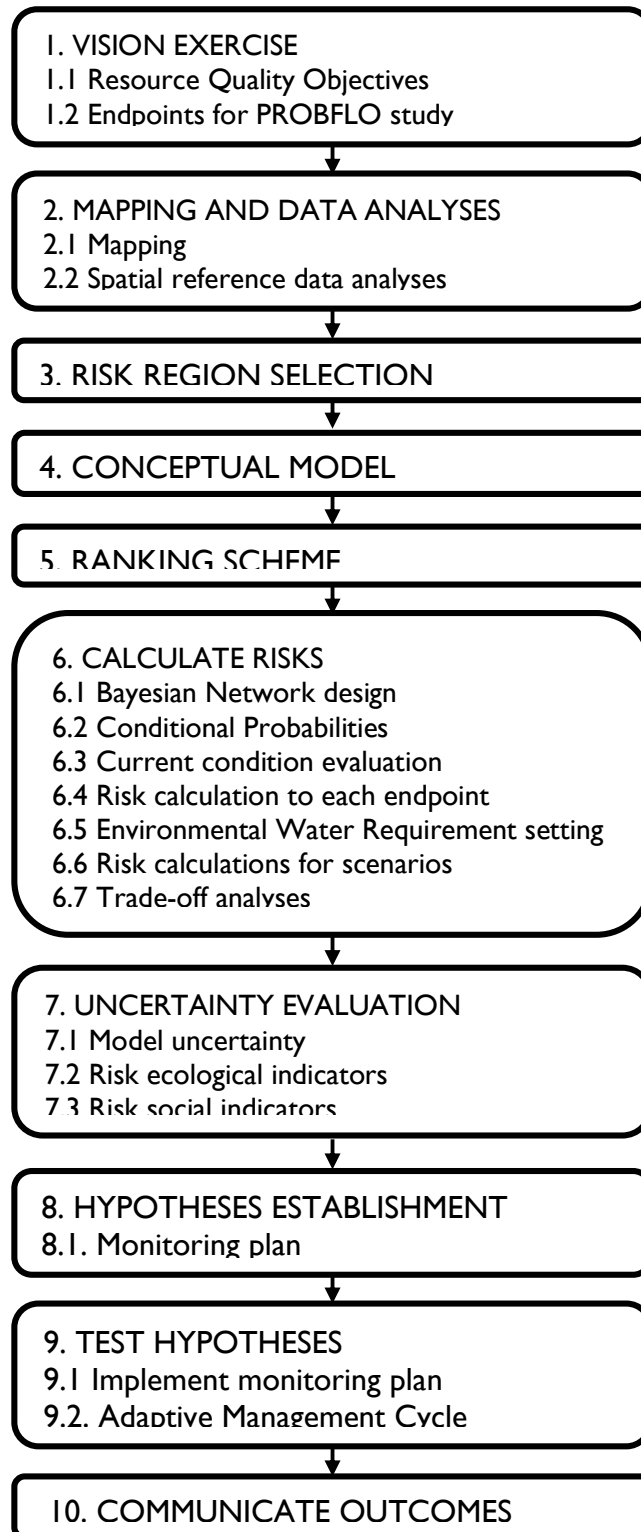 1. VISION EXERCISE
1.1 Resource Quality Objectives
1.2 Endpoints for PROBFLO study
2. MAPPING AND DATA ANALYSES
2.1 Mapping
2.2 Spatial reference data analyses
3. RISK REGION SELECTION
4. CONCEPTUAL MODEL
5. RANKING SCHEME
6. CALCULATE RISKS
6.1 Bayesian Network design
6.2 Conditional Probabilities
6.3 Current condition evaluation
6.4 Risk calculation to each endpoint
6.5 Environmental Water Requirement setting
6.6 Risk calculations for scenarios
6.7 Trade-off analyses
7. UNCERTAINTY EVALUATION
7.1 Model uncertainty
7.2 Risk ecological indicators
7.3 Risk social indicators
8. HYPOTHESES ESTABLISHMENT
8.1. Monitoring plan
9. TEST HYPOTHESES
9.1 Implement monitoring plan
9.2. Adaptive Management Cycle
10. COMMUNICATE OUTCOMES